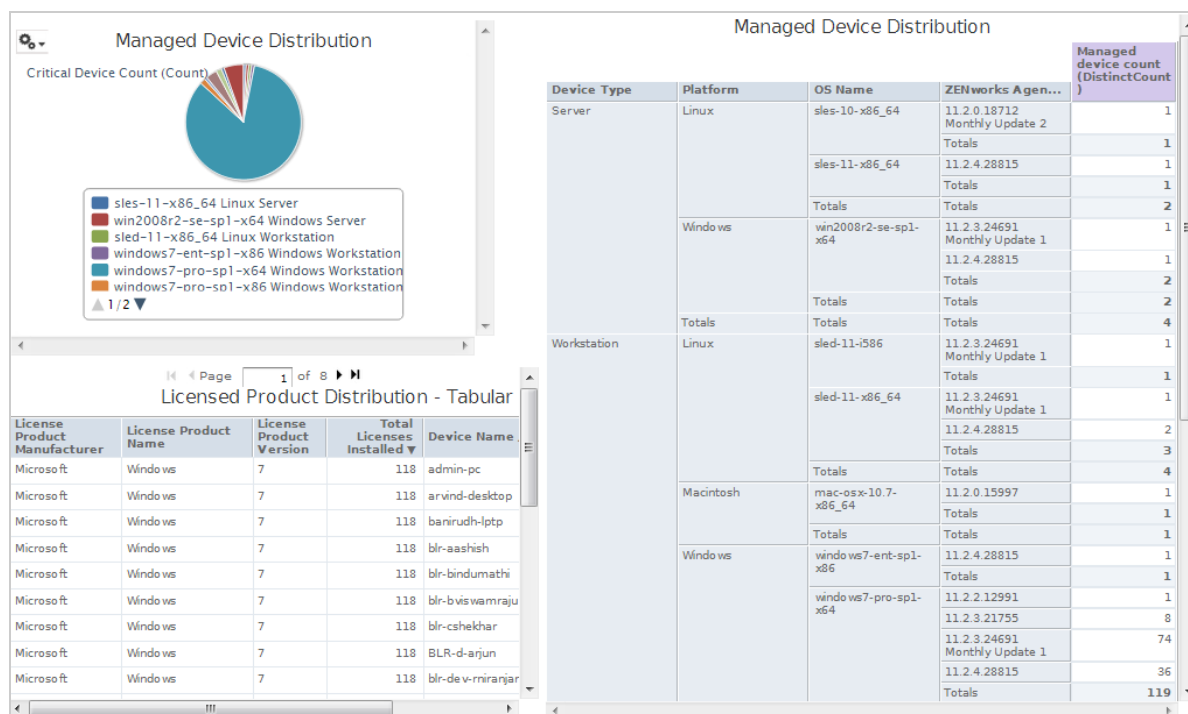 Managed Device Distribution
Critical Device Count (Count)
sles-11-x86_64 Linux Server
win2008r2-se-sp1-x64 Windows Server
sled-11-x86_64 Linux Workstation
windows7-ent-sp1-x86 Windows Workstation
windows7-pro-sp1-x64 Windows Workstation
windows7-pro-sp1-x86 Windows Workstation
1/2
Page 1 of 8
Licensed Product Distribution - Tabular
License Product Manufacturer License Product Name License Product Version Total Licenses Installed ▼ Device Name
Microsoft Windows 7 118 admin-pc
Microsoft Windows 7 118 arvind-desktop
Microsoft Windows 7 118 banirudh-lptp
Microsoft Windows 7 118 blr-aashish
Microsoft Windows 7 118 blr-bindumathi
Microsoft Windows 7 118 blr-bviswamraju
Microsoft Windows 7 118 blr-cshekhar
Microsoft Windows 7 118 BLR-d-arjun
Microsoft Windows 7 118 blr-dev-rniranjan
Managed Device Distribution
Device Type Platform OS Name ZENworks Agen... Managed device count (DistinctCount)
Server Linux sles-10-x86_64 11.2.0.18712 Monthly Update 2 1
Totals 1
sles-11-x86_64 11.2.4.28815 1
Totals 1
Totals Totals 2
Windows win2008r2-se-sp1-x64 11.2.3.24691 Monthly Update 1 1
11.2.4.28815 1
Totals 2
Totals Totals 2
Totals Totals Totals 4
Workstation Linux sled-11-i586 11.2.3.24691 Monthly Update 1 1
Totals 1
sled-11-x86_64 11.2.3.24691 Monthly Update 1 1
11.2.4.28815 2
Totals 3
Totals Totals 4
Macintosh mac-osx-10.7-x86_64 11.2.0.15997 1
Totals 1
Totals Totals 1
Windows windows7-ent-sp1-x86 11.2.4.28815 1
Totals 1
windows7-pro-sp1-x64 11.2.2.12991 1
11.2.3.21755 8
11.2.3.24691 Monthly Update 1 74
11.2.4.28815 36
Totals 119